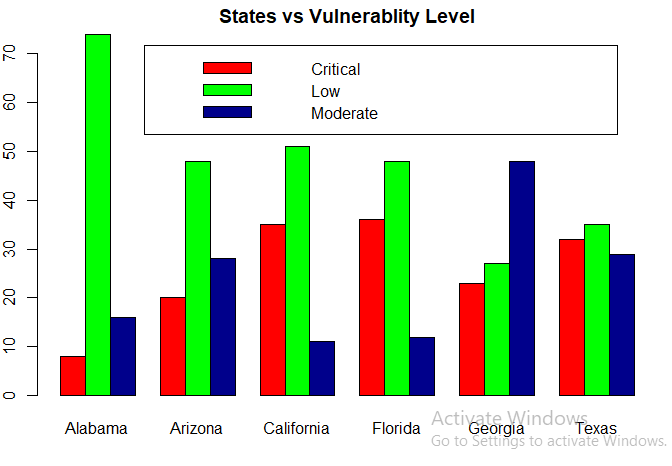 States vs Vulnerablity Level
Critical
Low
Moderate
70
60
50
40
30
20
10
0
Alabama Arizona California Florida Georgia Texas
Activate Windows
Go to Settings to activate Windows.